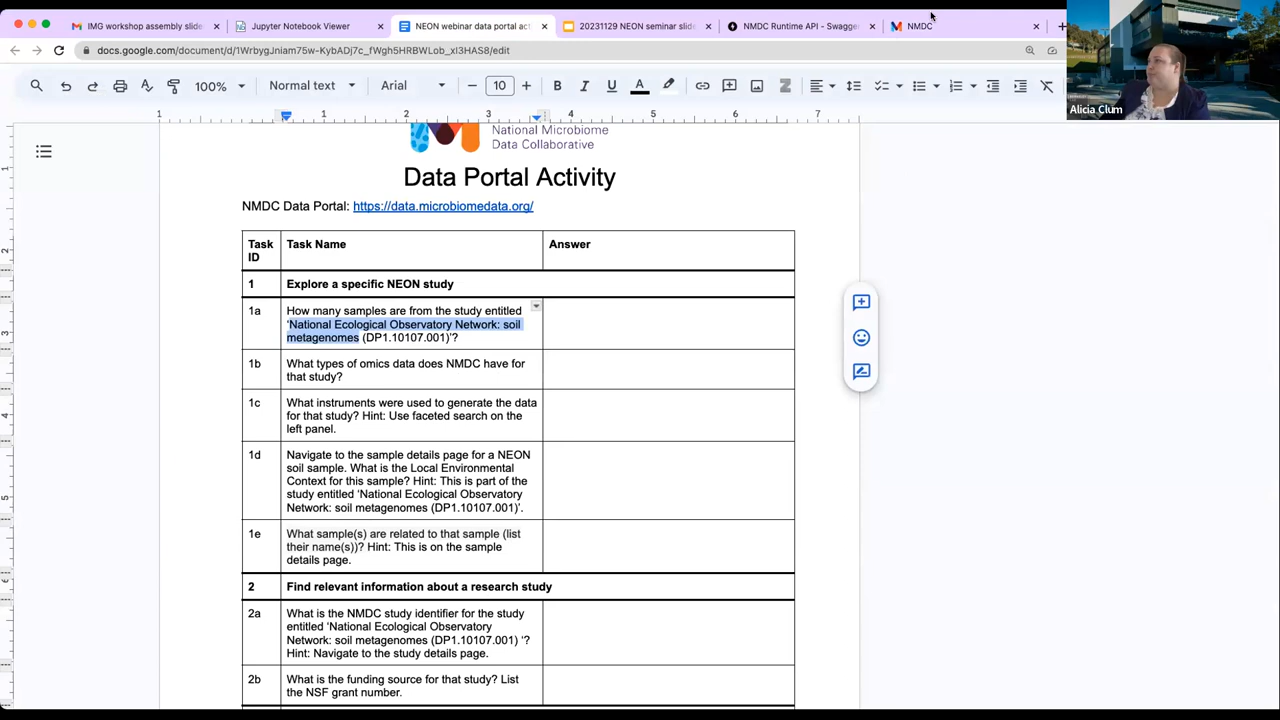 IMG workshop assembly slide
Jupyter Notebook Viewer
NEON webinar data portal act
20231129 NEON seminar slide
NMDC Runtime API - Swagger
NMDC
docs.google.com/document/d/1WrbygJniam75w-KybADj7c_fWgh5HRBWLob_xI3HAS8/edit
100%
Normal text
Arial
10
B I U A
1 1 2 3 4 5 6 7
Alicia Clum
National Microbiome
Data Collaborative
Data Portal Activity
NMDC Data Portal: https://data.microbiomedata.org/
Task ID
Task Name
Answer
1
Explore a specific NEON study
1a
How many samples are from the study entitled
‘National Ecological Observatory Network: soil
metagenomes (DP1.10107.001)’?
1b
What types of omics data does NMDC have for
that study?
1c
What instruments were used to generate the data
for that study? Hint: Use faceted search on the
left panel.
1d
Navigate to the sample details page for a NEON
soil sample. What is the Local Environmental
Context for this sample? Hint: This is part of the
study entitled ‘National Ecological Observatory
Network: soil metagenomes (DP1.10107.001)’.
1e
What sample(s) are related to that sample (list
their name(s))? Hint: This is on the sample
details page.
2
Find relevant information about a research study
2a
What is the NMDC study identifier for the study
entitled ‘National Ecological Observatory
Network: soil metagenomes (DP1.10107.001) ‘?
Hint: Navigate to the study details page.
2b
What is the funding source for that study? List
the NSF grant number.